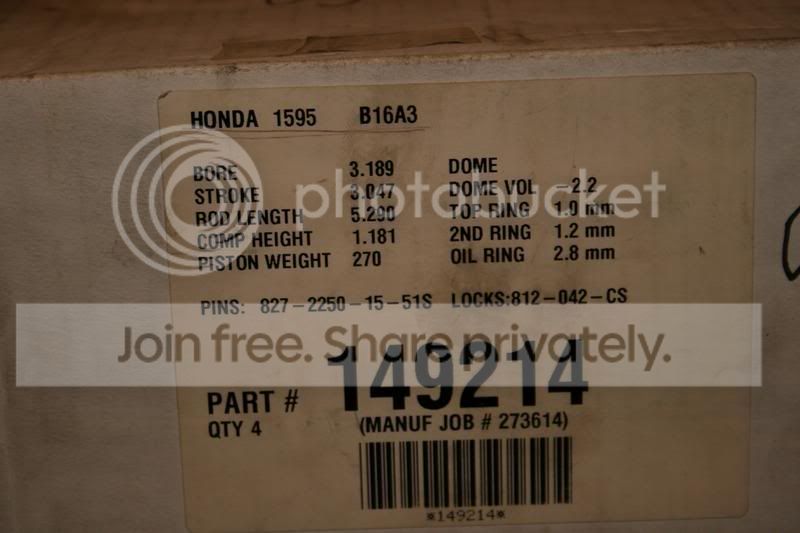 HONDA 1595 B16A3
BORE 3.189 DOME
STROKE 3.047 DOME VOL -2.2
ROD LENGTH 5.290 TOP RING 1.0 mm
COMP HEIGHT 1.181 2ND RING 1.2 mm
PISTON WEIGHT 270 OIL RING 2.8 mm
PINS: 827-2250-15-51S LOCKS:812-042-CS
photobucket
Join free. Share privately.
PART # 149214
QTY 4 (MANUF JOB # 273614)
*149214*